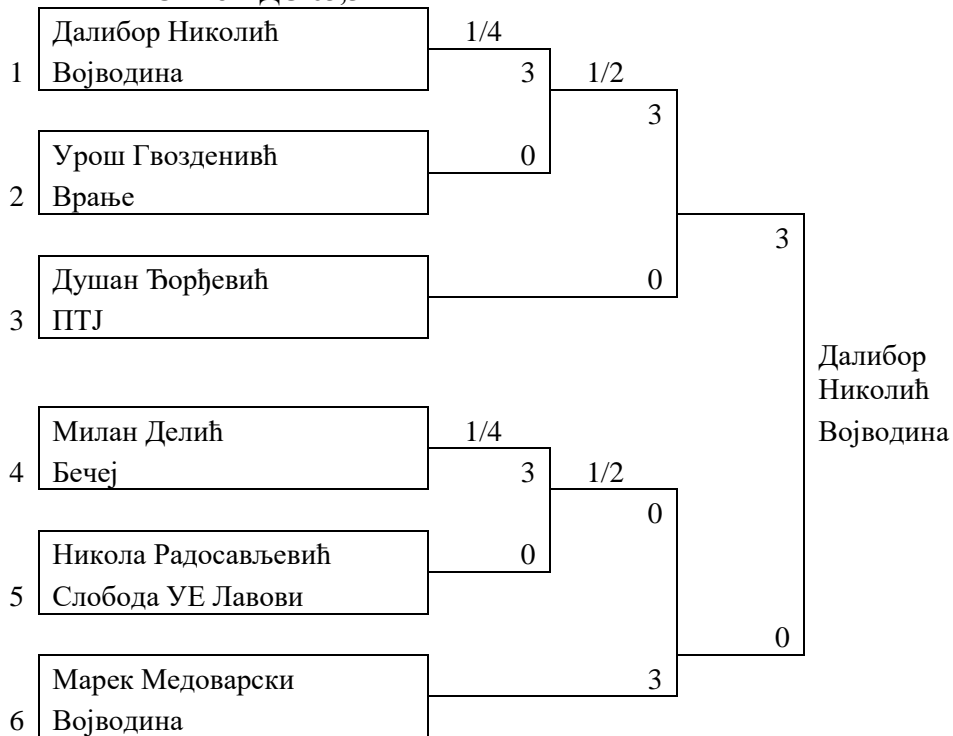 Далибор Николић
1/4
1 Војводина
3
1/2
3
Урош Гвозденивћ
0
2 Врање
3
Душан Ђорђевић
0
3 ПТЈ
Далибор
Николић
Војводина
Милан Делић
1/4
4 Бечеј
3
1/2
0
Никола Радосављевић
0
5 Слобода УЕ Лавови
0
Марек Медоварски
3
6 Војводина